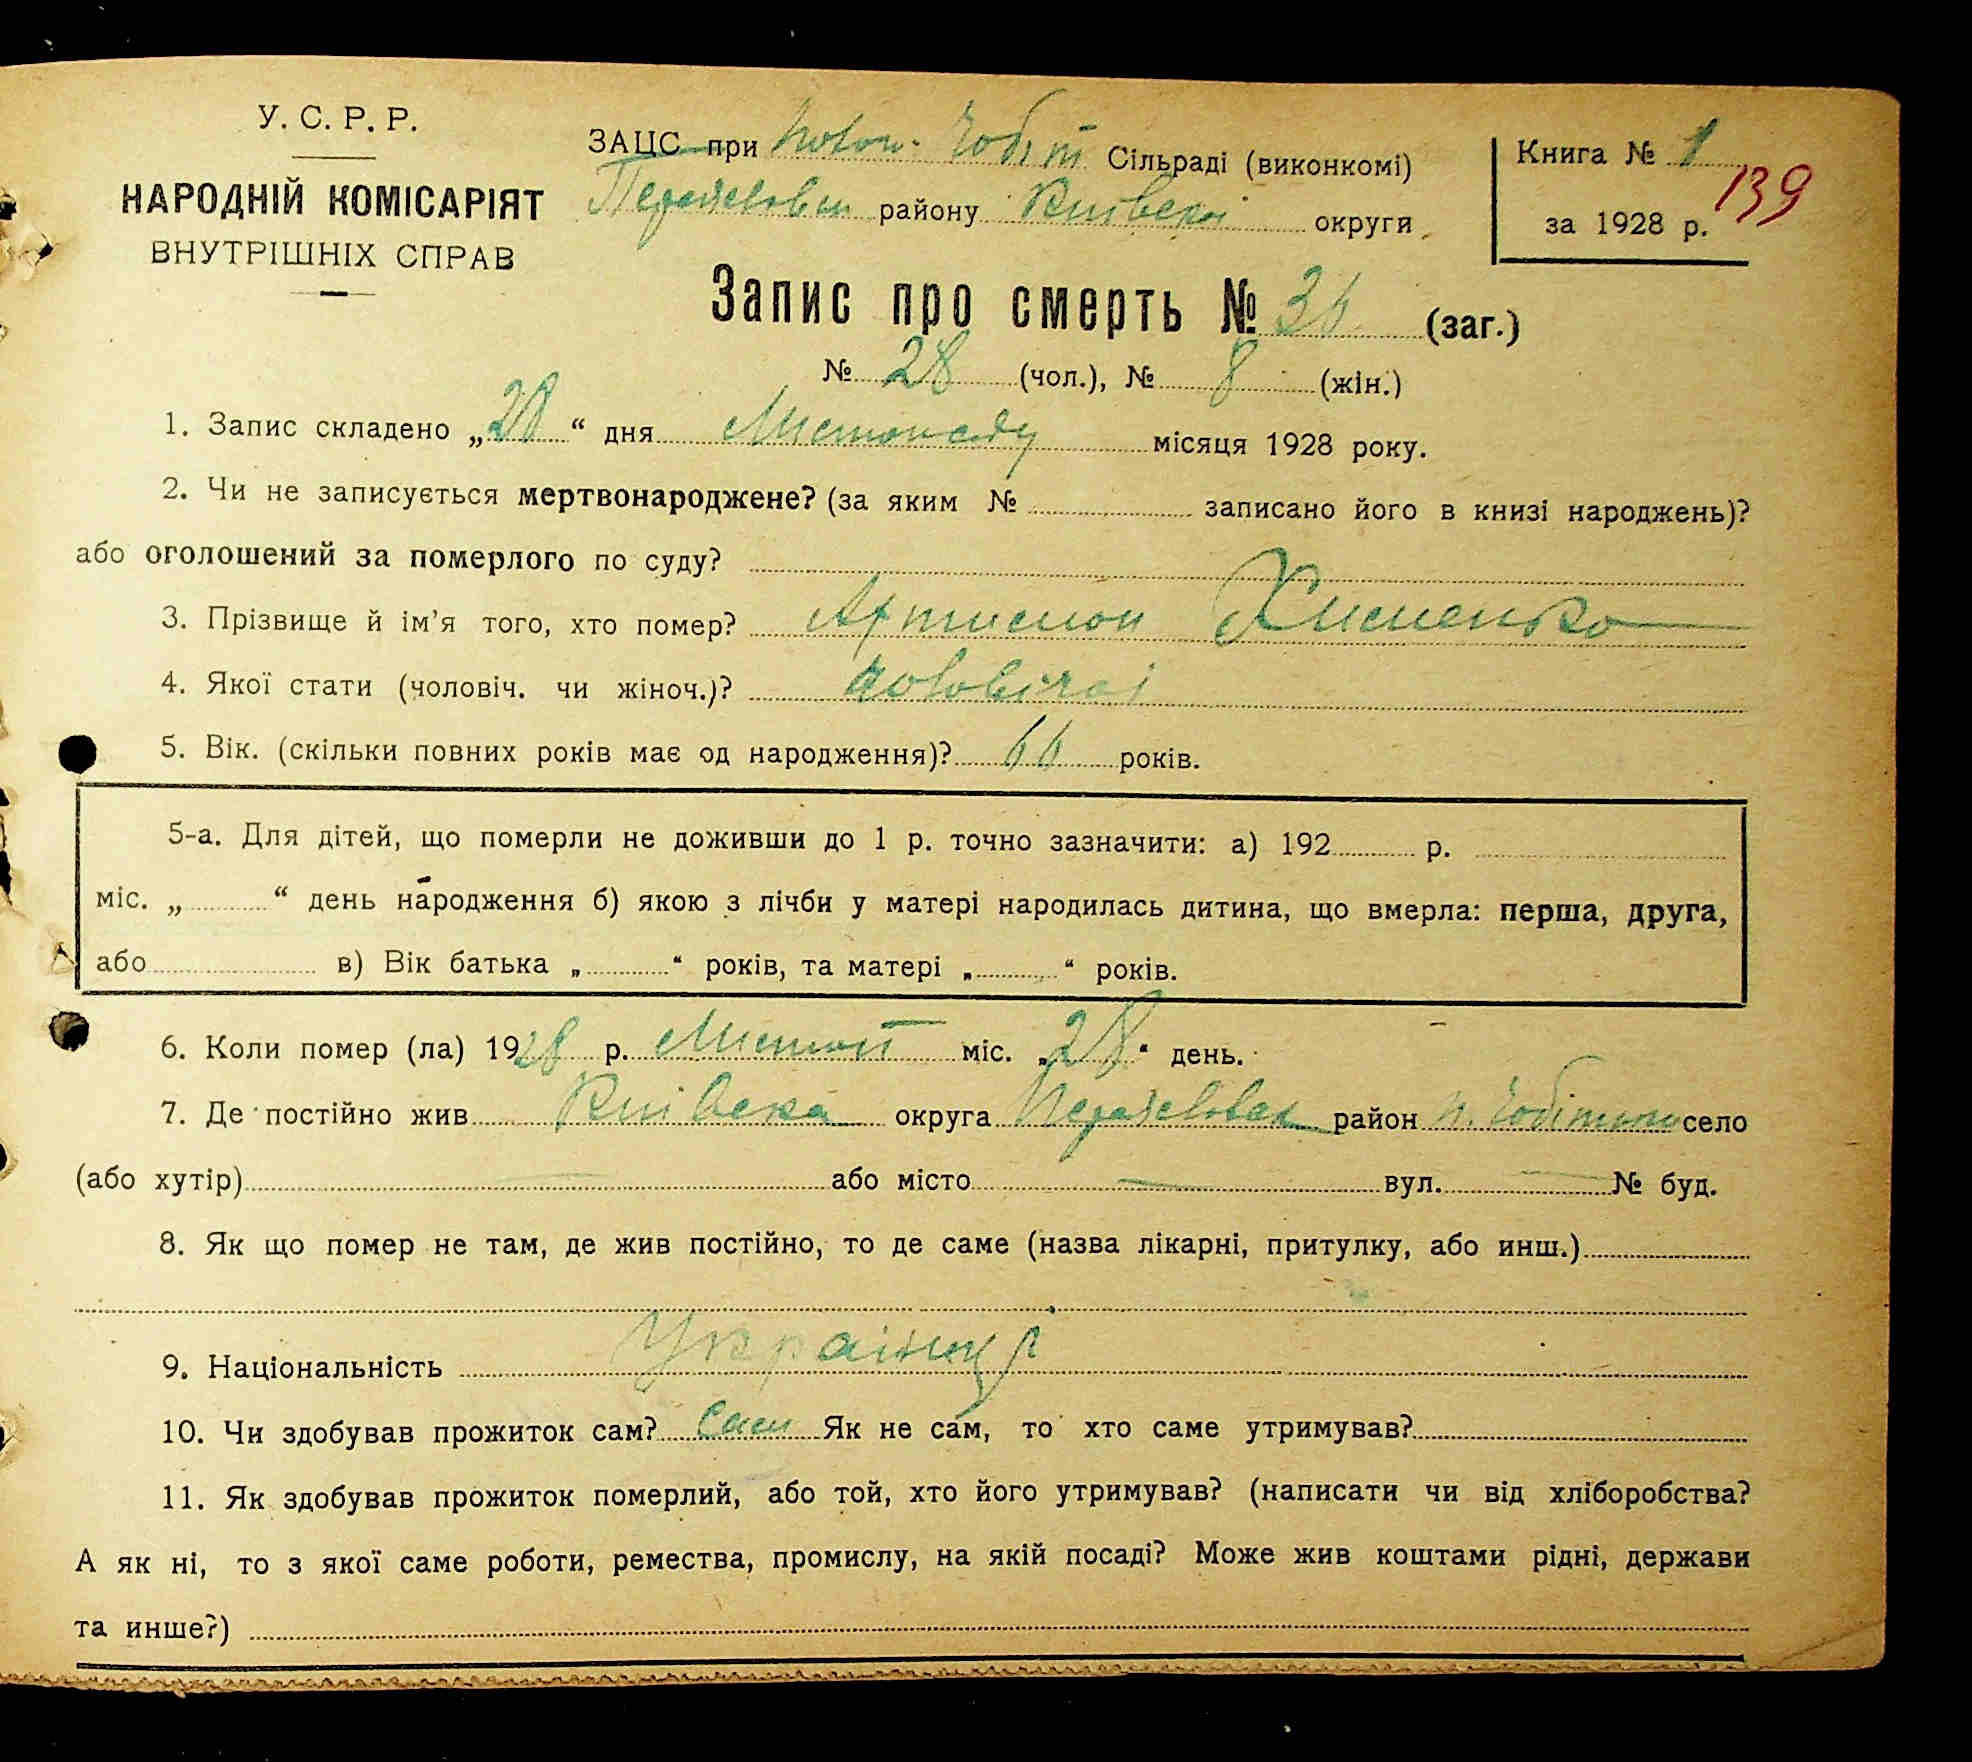 У. С. Р. Р.
НАРОДНІЙ КОМІСАРІЯТ
ВНУТРІШНІХ СПРАВ
ЗАЦС при Сільраді (виконкомі)
району Київської округи
Книга № 1
139
за 1928 р.
Запис про смерть № 36 (заг.)
№ 28 (чол.), № 8 (жін.)
1. Запис складено „28“ дня Листопаду місяця 1928 року.
2. Чи не записується мертвонароджене? (за яким № записано його в книзі народжень)?
або оголошений за померлого по суду?
3. Прізвище й ім'я того, хто помер? Артимон Хименко
4. Якої стати (чоловіч. чи жіноч.)? чоловічої
5. Вік. (скільки повних років має од народження)? 66 років.
5-а. Для дітей, що померли не доживши до 1 р. точно зазначити: а) 192 р.
міс. „ “ день народження б) якою з лічби у матері народилась дитина, що вмерла: перша, друга,
або в) Вік батька „ “ років, та матері „ “ років.
6. Коли помер (ла) 1928 р. Листоп міс. „28“ день.
7. Де постійно жив Київська округа район село
(або хутір) або місто вул. № буд.
8. Як що помер не там, де жив постійно, то де саме (назва лікарні, притулку, або инш.)
9. Національність
10. Чи здобував прожиток сам? Сам Як не сам, то хто саме утримував?
11. Як здобував прожиток померлий, або той, хто його утримував? (написати чи від хліборобства?
А як ні, то з якої саме роботи, ремества, промислу, на якій посаді? Може жив коштами рідні, держави
та инше?)